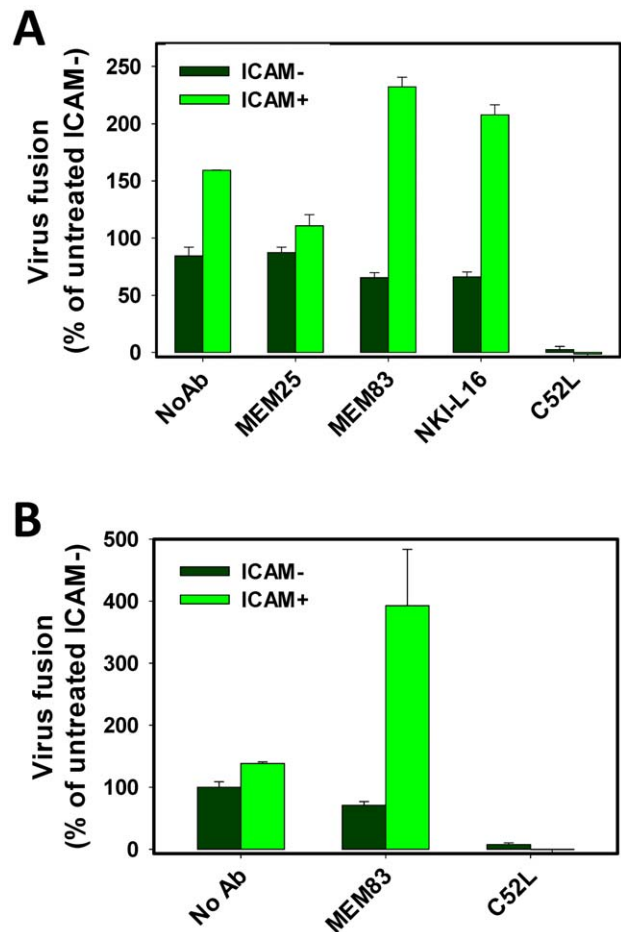 A
Virus fusion
(% of untreated ICAM-)
250
200
150
100
50
0
ICAM-
ICAM+
NoAb
MEM25
MEM83
NKI-L16
C52L
B
Virus fusion
(% of untreated ICAM-)
500
400
300
200
100
0
ICAM-
ICAM+
No Ab
MEM83
C52L